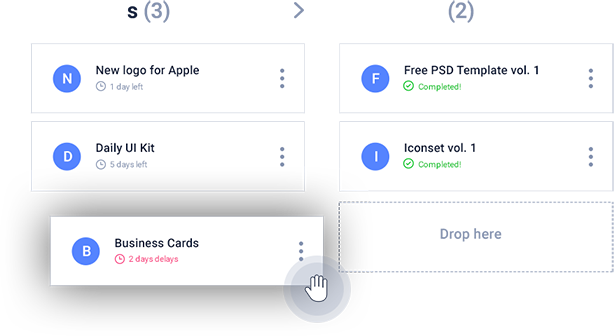 s (3)
(2)
N
New logo for Apple
1 day left
D
Daily UI Kit
5 days left
B
Business Cards
2 days delays
F
Free PSD Template vol. 1
Completed!
I
Iconset vol. 1
Completed!
Drop here